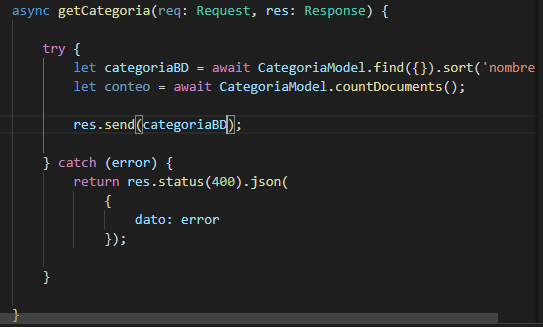 async getCategoria(req: Request, res: Response) {
try {
let categoriaBD = await CategoriaModel.find({}).sort('nombre
let conteo = await CategoriaModel.countDocuments();
res.send(categoriaBD);
} catch (error) {
return res.status(400).json(
{
dato: error
});
}
}